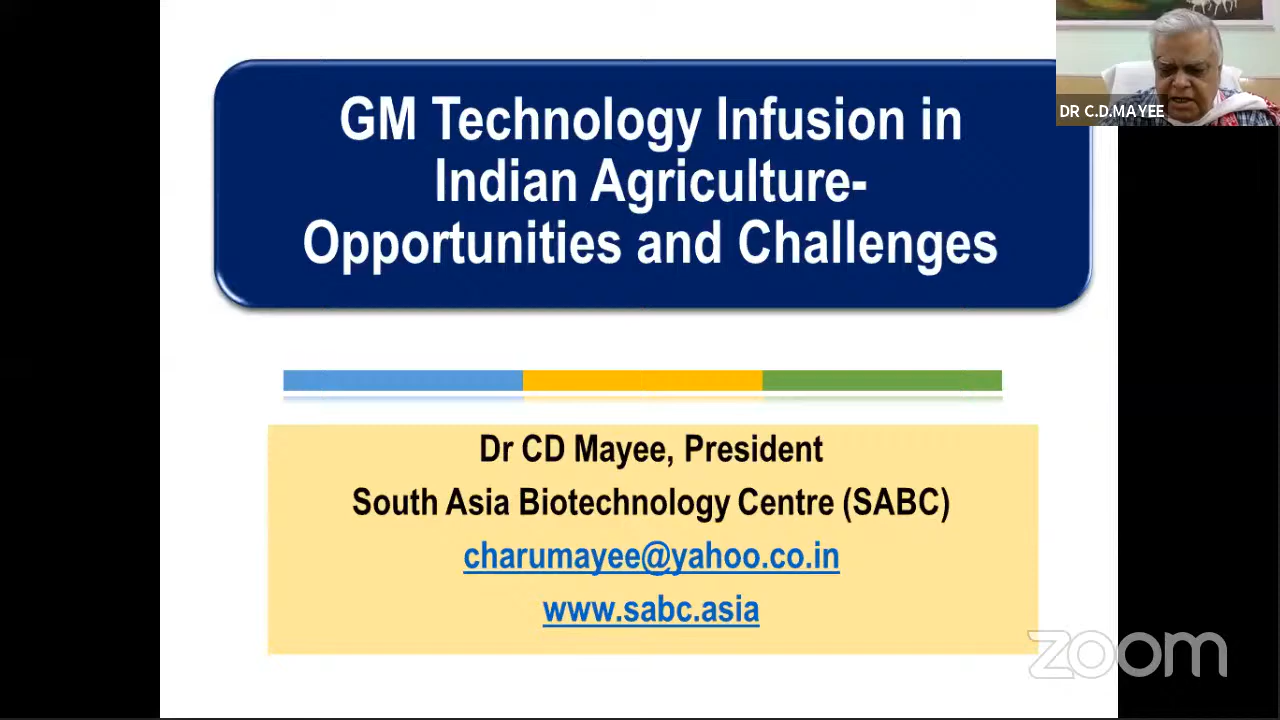 GM Technology Infusion in
Indian Agriculture-
Opportunities and Challenges
DR C.D.MAYEE
Dr CD Mayee, President
South Asia Biotechnology Centre (SABC)
charumayee@yahoo.co.in
www.sabc.asia
zoom